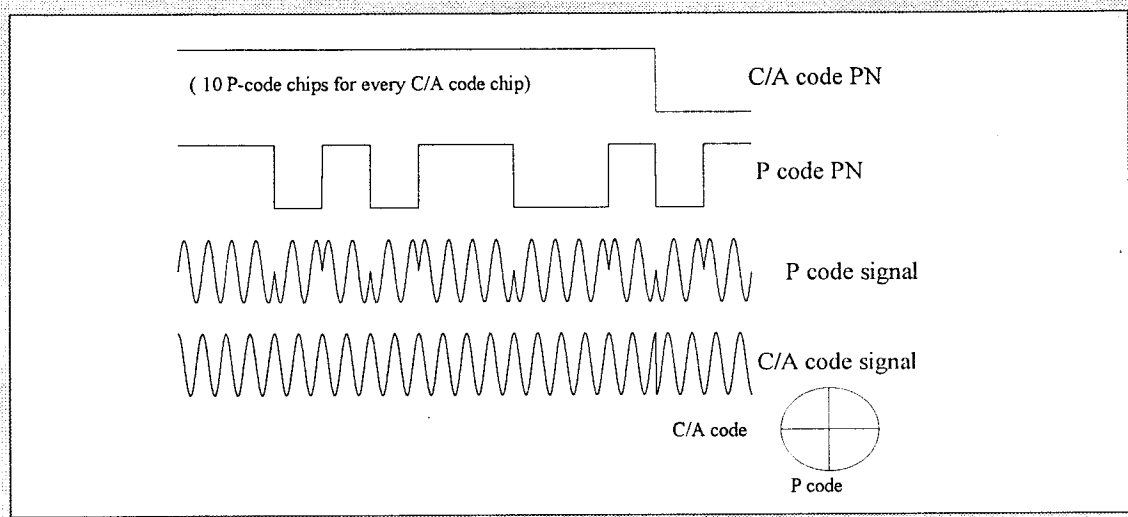 ( 10 P-code chips for every C/A code chip)
C/A code PN
P code PN
P code signal
C/A code signal
C/A code
P code